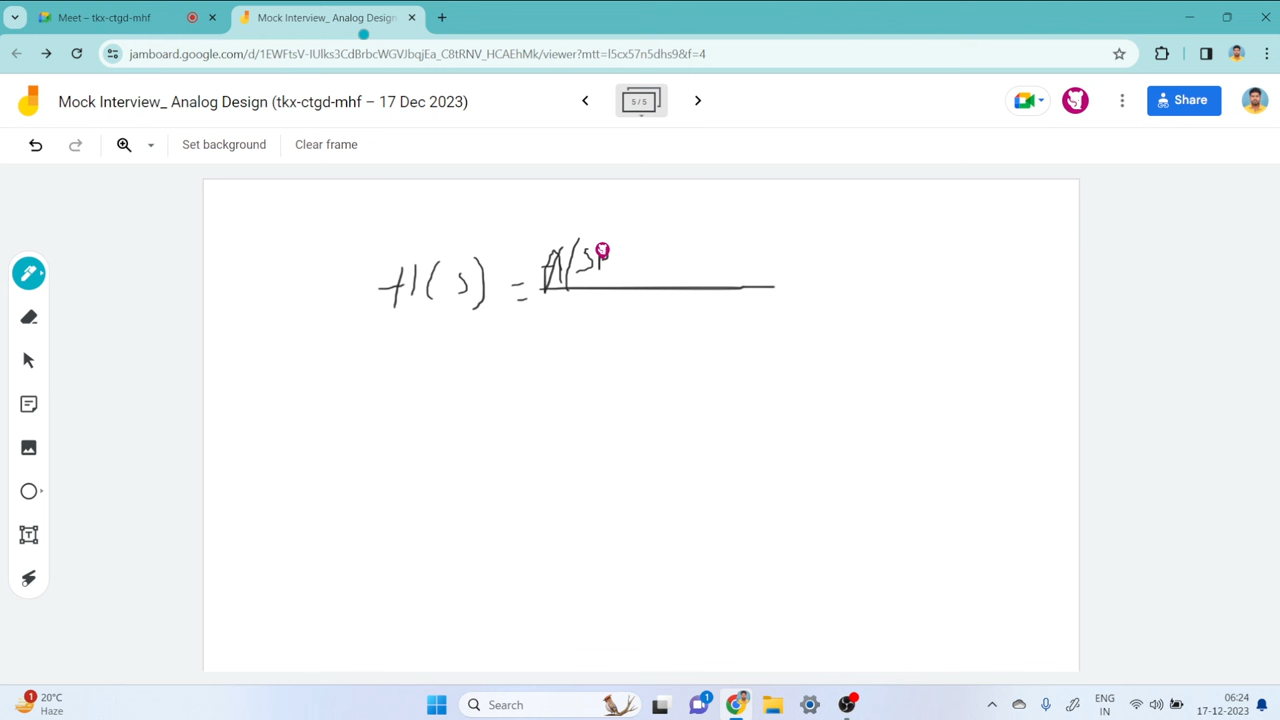 Meet – tkx-ctgd-mhf
Mock Interview_ Analog Design
jamboard.google.com/d/1EWFtsV-IUlks3CdBrbcWGVJbqjEa_C8tRNV_HCAEhMk/viewer?mtt=l5cx57n5dhs9&f=4
Mock Interview_ Analog Design (tkx-ctgd-mhf – 17 Dec 2023)
5 / 5
Share
Set background
Clear frame
H(s) =
1
20°C
Haze
Search
1
ENG
IN
06:24
17-12-2023